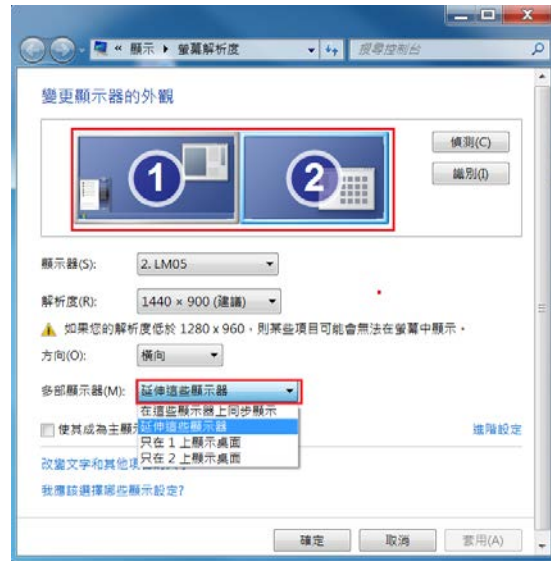 « 顯示 ▸ 螢幕解析度
搜尋控制台
變更顯示器的外觀
1
2
偵測(C)
識別(I)
顯示器(S):
2. LM05
解析度(R):
1440 × 900 (建議)
如果您的解析度低於 1280 x 960，則某些項目可能會無法在螢幕中顯示。
方向(O):
橫向
多部顯示器(M):
延伸這些顯示器
在這些顯示器上同步顯示
延伸這些顯示器
只在 1 上顯示桌面
只在 2 上顯示桌面
使其成為主顯
進階設定
改變文字和其他
我應該選擇哪些顯示設定?
確定
取消
套用(A)